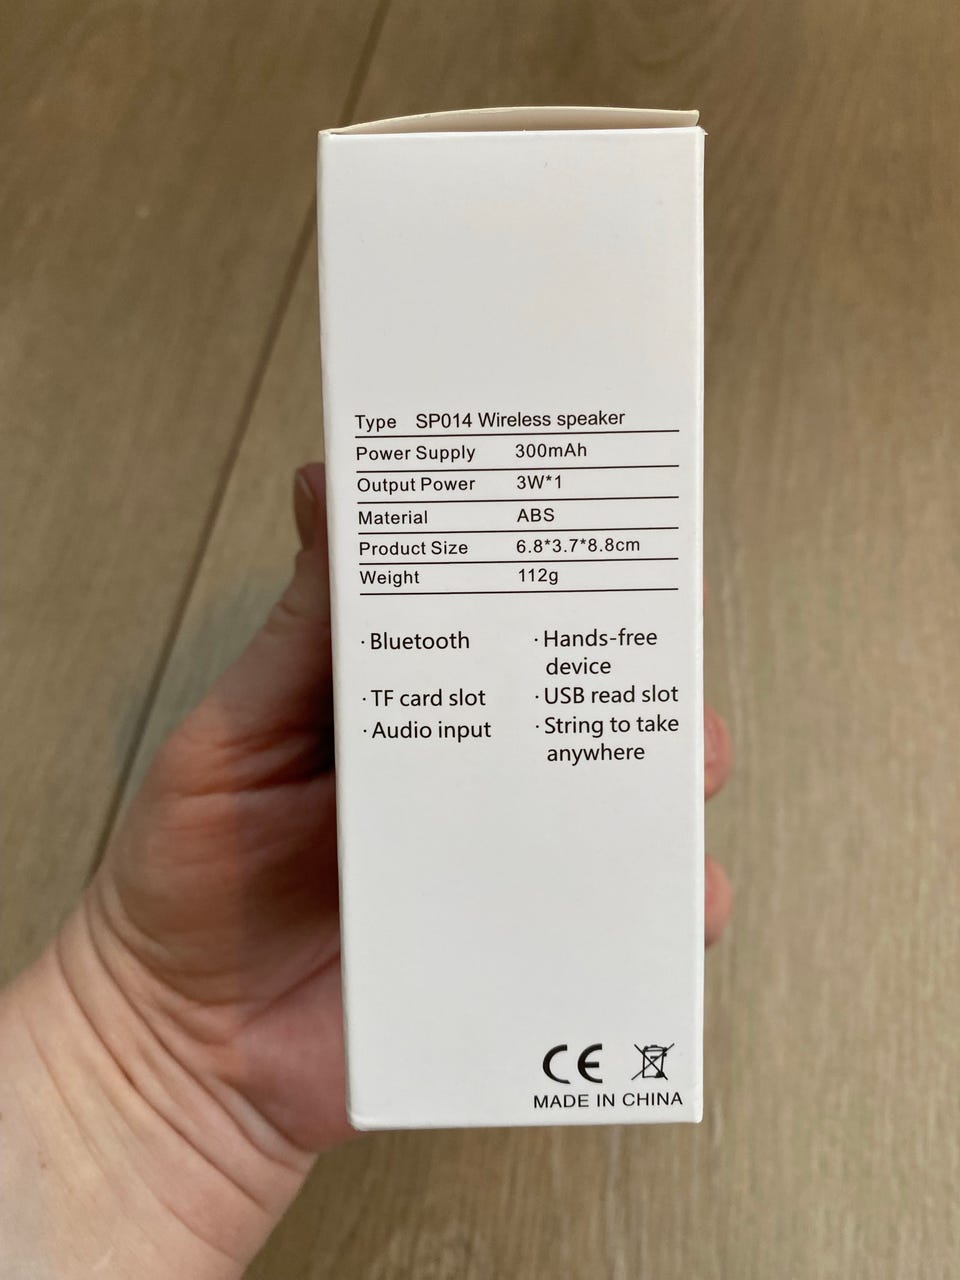 Type SP014 Wireless speaker
Power Supply 300mAh
Output Power 3W*1
Material ABS
Product Size 6.8*3.7*8.8cm
Weight 112g
· Bluetooth · Hands-free
device
· TF card slot · USB read slot
· Audio input · String to take
anywhere
CE
MADE IN CHINA